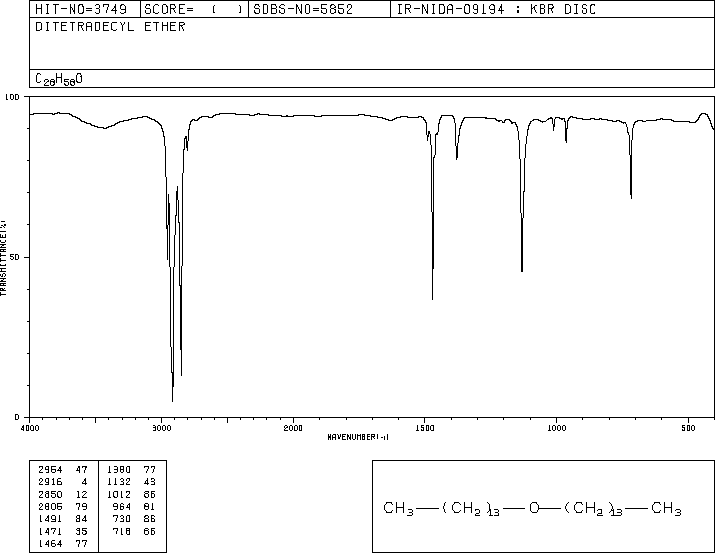 HIT-NO=3749 SCORE= ( ) SDBS-NO=5852 IR-NIDA-09194 : KBR DISC
DITETRADECYL ETHER
C28H58O
100
50
0
TRANSMITTANCE(%)
4000 3000 2000 1500 1000 500
WAVENUMBER(-1)
2954 47 1380 77
2916 4 1132 43
2850 12 1012 86
2805 79 964 81
1491 84 730 86
1471 35 718 66
1464 77
CH3—(CH2)13—O—(CH2)13—CH3